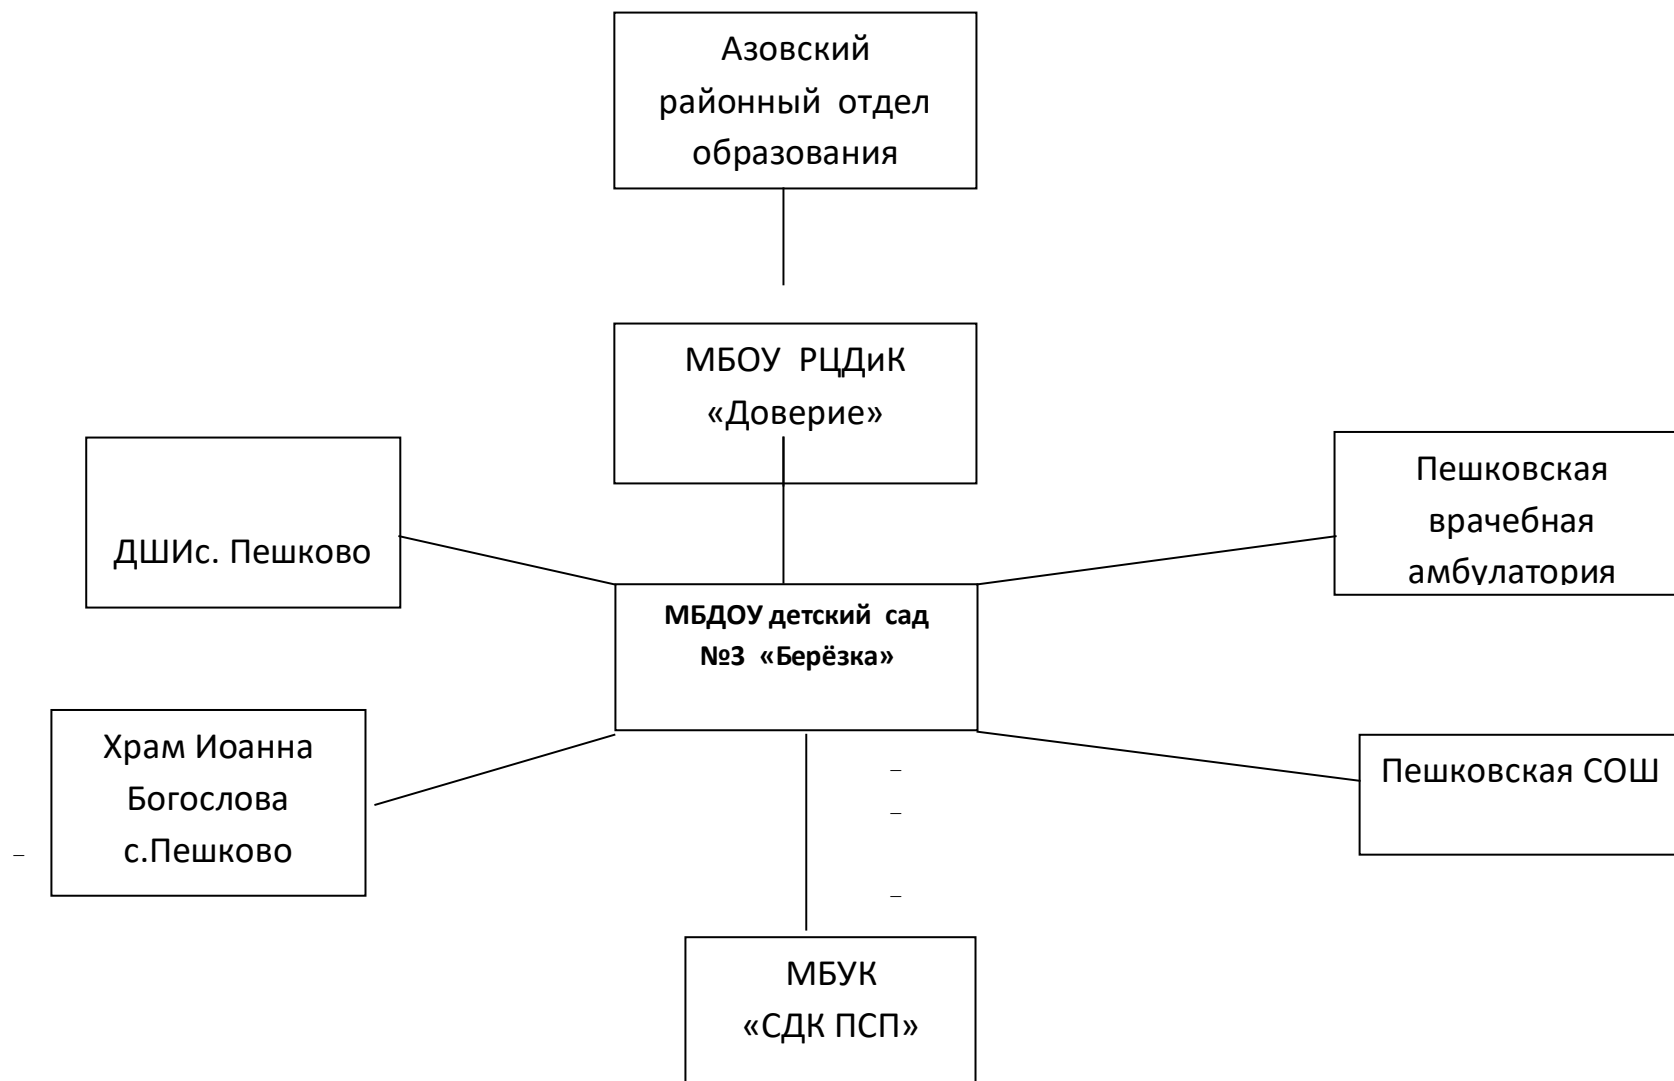 Азовский
районный отдел
образования
МБОУ РЦДиК
«Доверие»
ДШИс. Пешково
Пешковская
врачебная
амбулатория
МБДОУ детский сад
№3 «Берёзка»
Храм Иоанна
Богослова
с.Пешково
Пешковская СОШ
МБУК
«СДК ПСП»